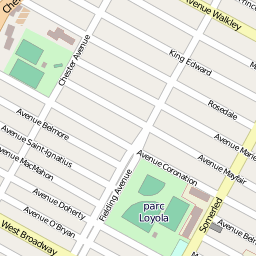 Avenue Walkley
King Edward
Chester Avenue
Rosedale
Avenue Belmore
Avenue Saint-Ignatius
Avenue MacMahon
Avenue Doherty
Avenue O'Bryan
West Broadway
Fielding Avenue
Avenue Coronation
Avenue Mayfair
parc
Loyola
Somerled